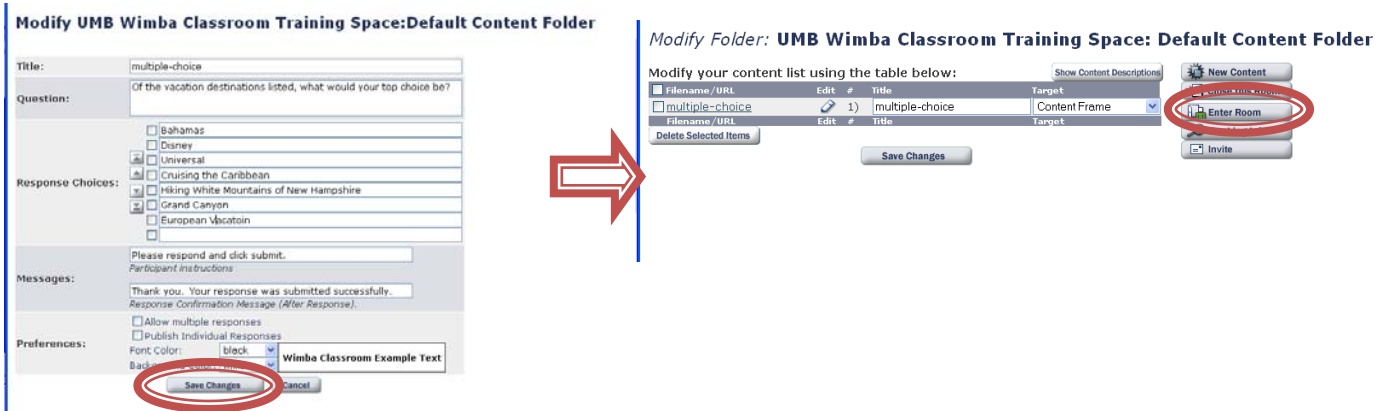 Modify UMB Wimba Classroom Training Space:Default Content Folder
Title: multiple-choice
Question: Of the vacation destinations listed, what would your top choice be?
Response Choices:
Bahamas
Disney
Universal
Cruising the Caribbean
Hiking White Mountains of New Hampshire
Grand Canyon
European Vacatoin
Messages:
Please respond and click submit.
Participant instructions
Thank you. Your response was submitted successfully.
Response Confirmation Message (After Response).
Preferences:
Allow multiple responses
Publish Individual Responses
Font Color: black
Wimba Classroom Example Text
Save Changes Cancel
Modify Folder: UMB Wimba Classroom Training Space: Default Content Folder
Modify your content list using the table below: Show Content Descriptions
Filename/URL Edit # Title Target
multiple-choice 1) multiple-choice Content Frame
Filename/URL Edit # Title Target
Delete Selected Items
Save Changes
New Content
Enter Room
Invite